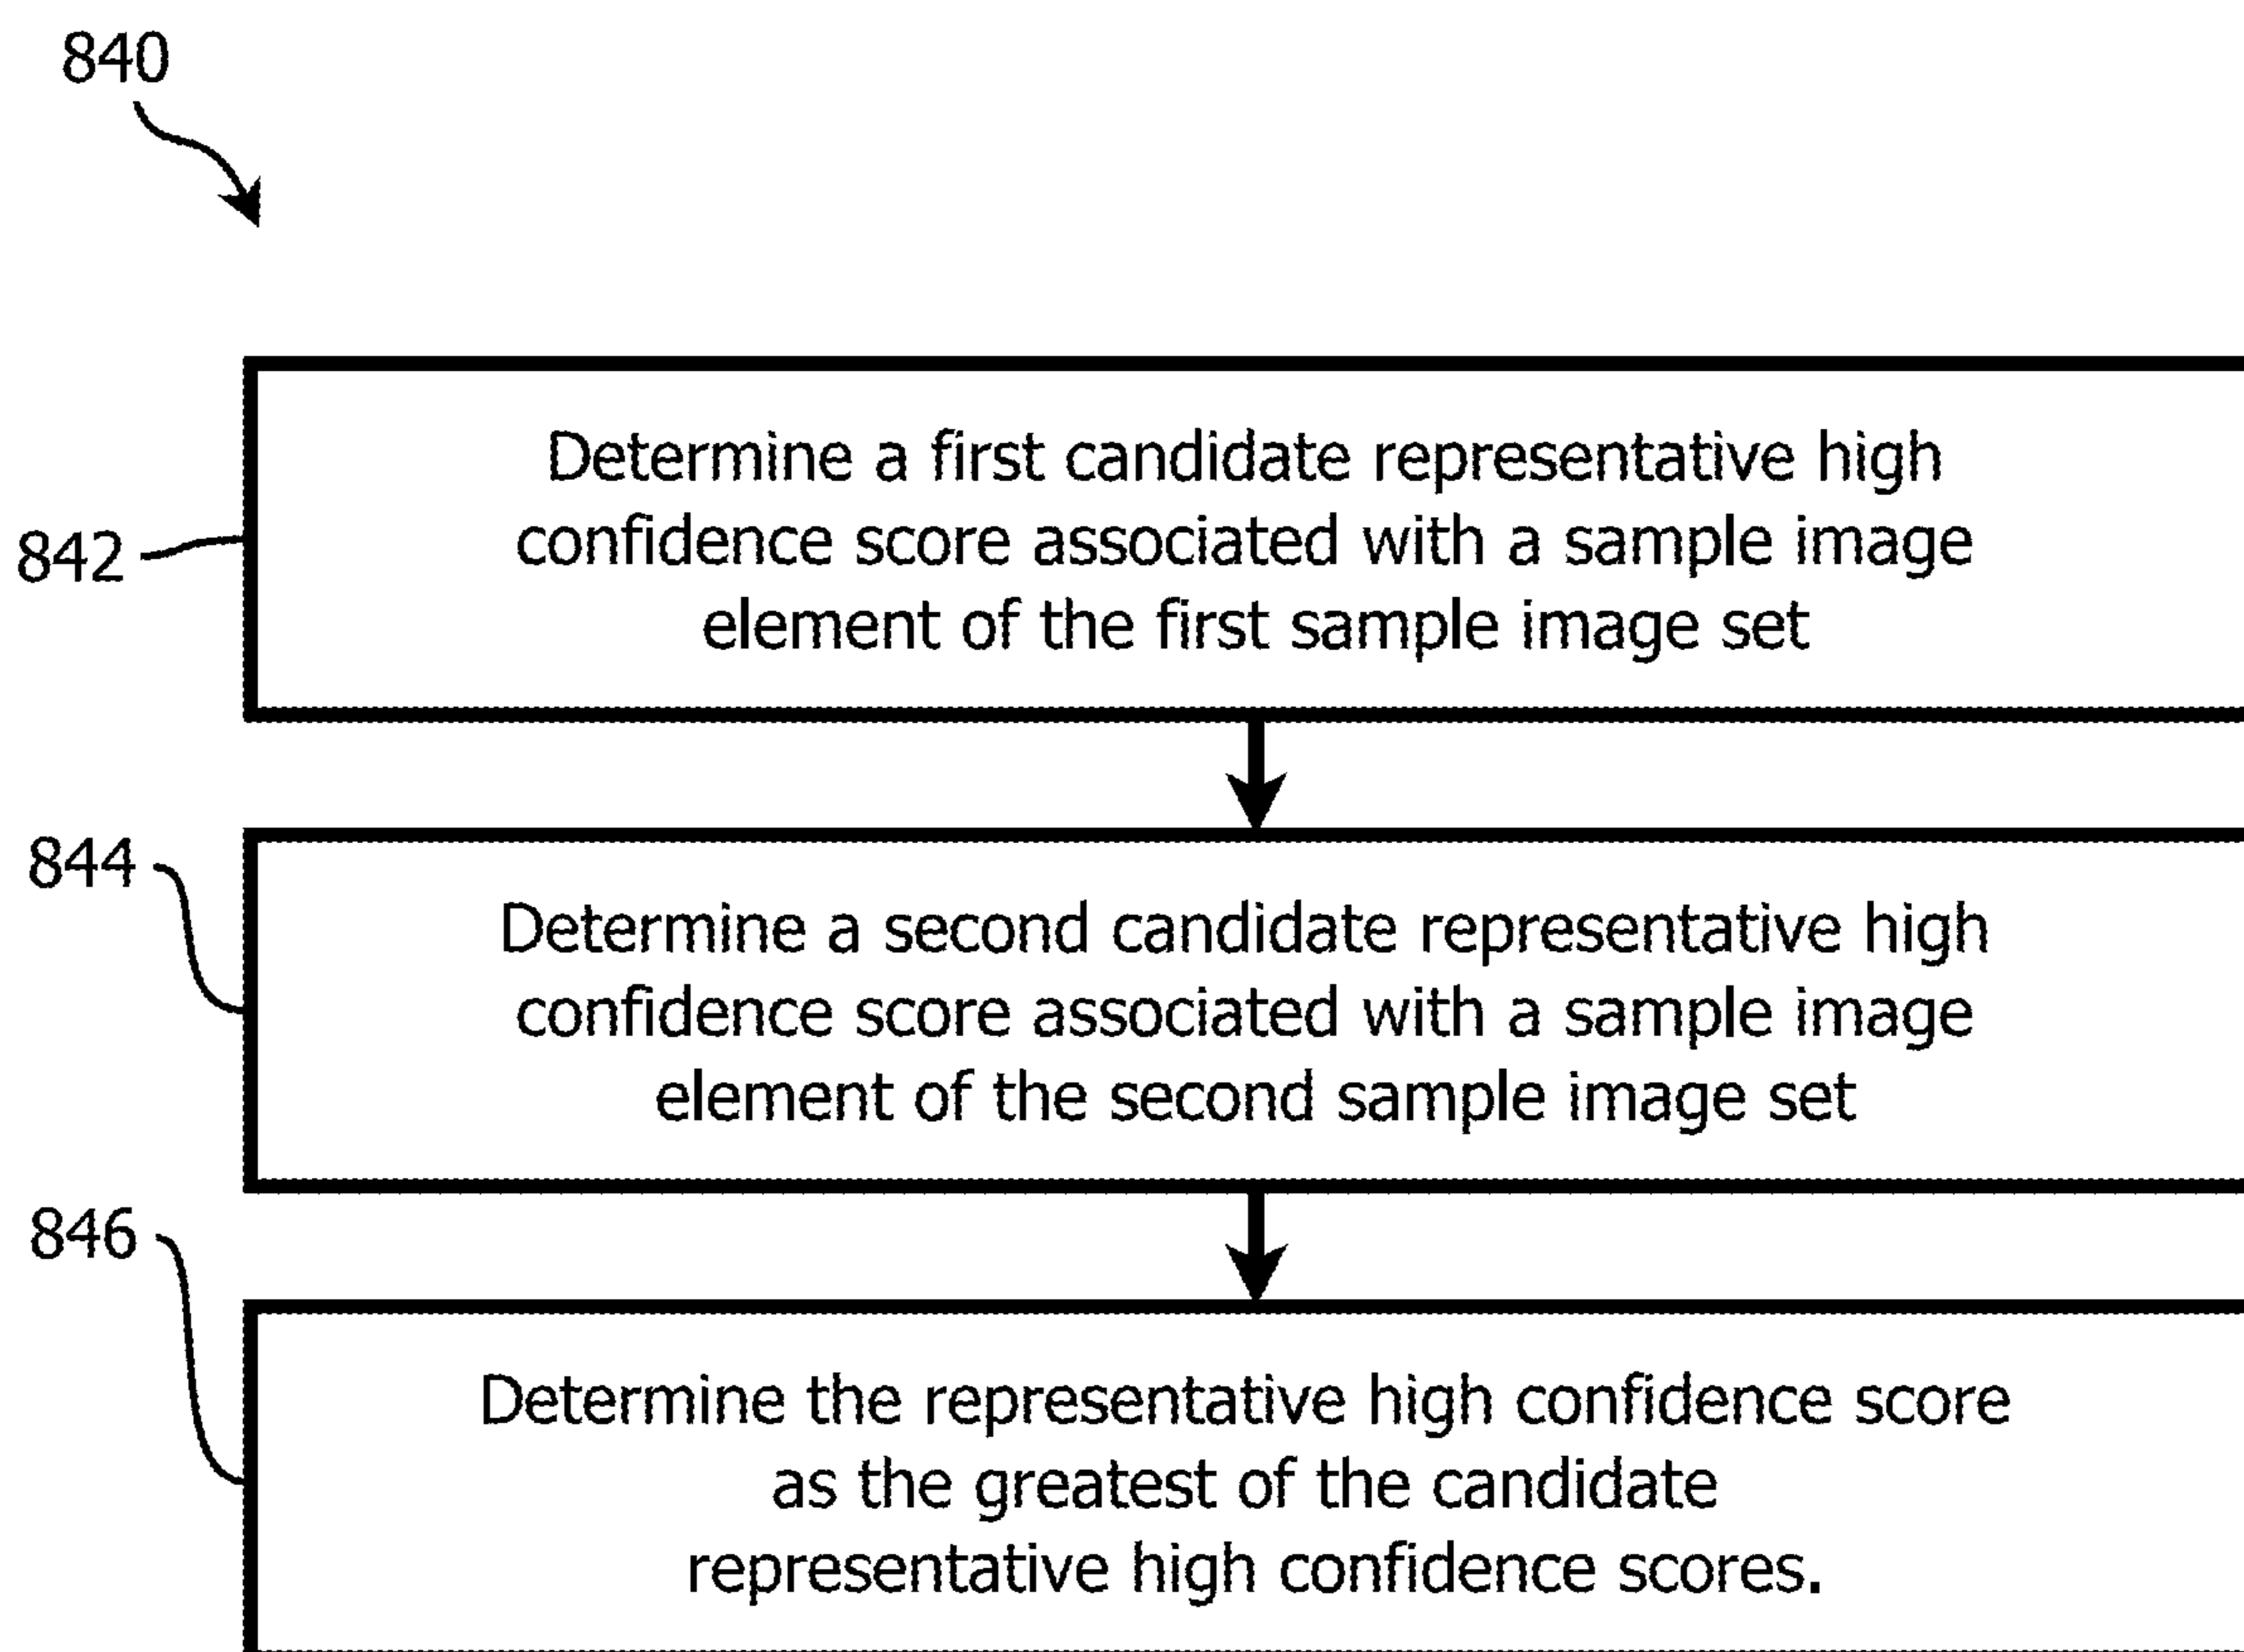 840
842
Determine a first candidate representative high
confidence score associated with a sample image
element of the first sample image set
844
Determine a second candidate representative high
confidence score associated with a sample image
element of the second sample image set
846
Determine the representative high confidence score
as the greatest of the candidate
representative high confidence scores.